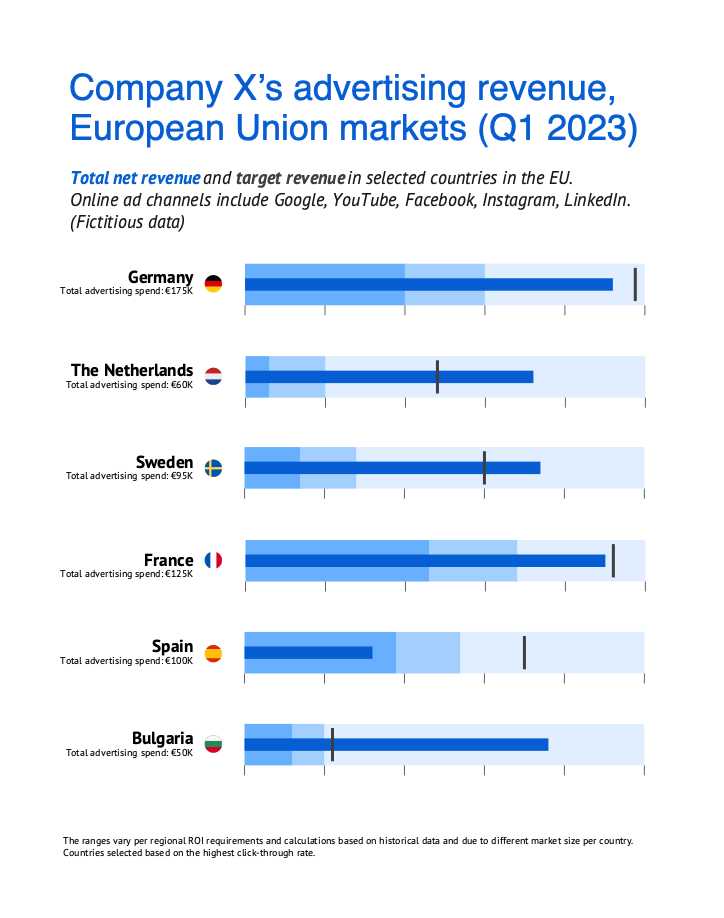 Company X’s advertising revenue,
European Union markets (Q1 2023)
Total net revenue and target revenue in selected countries in the EU.
Online ad channels include Google, YouTube, Facebook, Instagram, LinkedIn.
(Fictitious data)
Germany
Total advertising spend: €175K
The Netherlands
Total advertising spend: €60K
Sweden
Total advertising spend: €95K
France
Total advertising spend: €125K
Spain
Total advertising spend: €100K
Bulgaria
Total advertising spend: €50K
The ranges vary per regional ROI requirements and calculations based on historical data and due to different market size per country.
Countries selected based on the highest click-through rate.